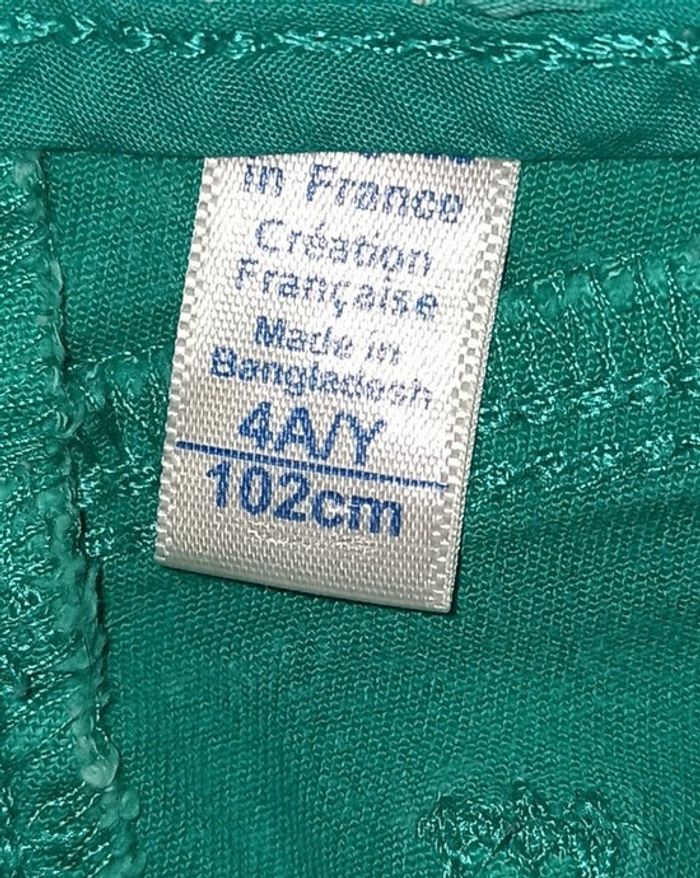 in France
Création
Française
Made in
Bangladesh
4A/Y
102cm